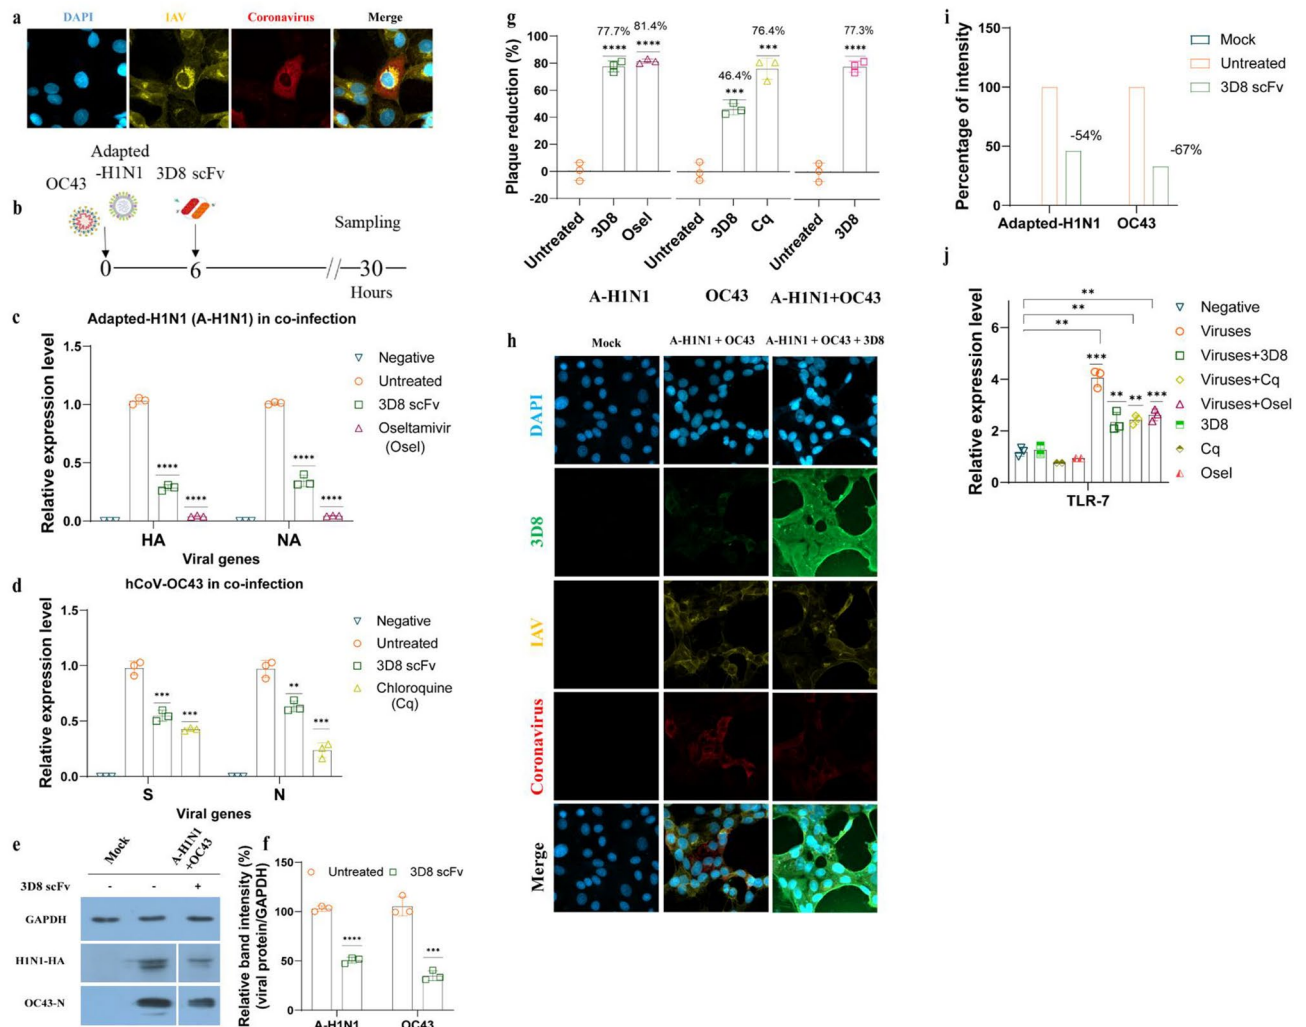 a
DAPI
IAV
Coronavirus
Merge
b
OC43
Adapted
-H1N1
3D8 scFv
Sampling
0
6
30
Hours
c
Adapted-H1N1 (A-H1N1) in co-infection
Relative expression level
1.5
1.0
0.5
0.0
****
****
****
****
HA
NA
Viral genes
Negative
Untreated
3D8 scFv
Oseltamivir
(Osel)
d
hCoV-OC43 in co-infection
Relative expression level
1.5
1.0
0.5
0.0
***
***
**
***
S
N
Viral genes
Negative
Untreated
3D8 scFv
Chloroquine
(Cq)
e
Mock
A-H1N1
+OC43
3D8 scFv
-
-
+
GAPDH
H1N1-HA
OC43-N
f
Relative band intensity (%)
(viral protein/GAPDH)
150
100
50
0
Untreated
3D8 scFv
****
***
A-H1N1
OC43
g
Plaque reduction (%)
100
80
60
40
20
0
-20
77.7%
****
81.4%
****
46.4%
***
76.4%
***
77.3%
****
Untreated
3D8
Osel
Untreated
3D8
Cq
Untreated
3D8
A-H1N1
OC43
A-H1N1+OC43
h
Mock
A-H1N1 + OC43
A-H1N1 + OC43 + 3D8
DAPI
3D8
IAV
Coronavirus
Merge
i
Percentage of intensity
150
100
50
0
-54%
-67%
Adapted-H1N1
OC43
Mock
Untreated
3D8 scFv
j
Relative expression level
6
4
2
0
**
**
**
***
**
**
***
TLR-7
Negative
Viruses
Viruses+3D8
Viruses+Cq
Viruses+Osel
3D8
Cq
Osel